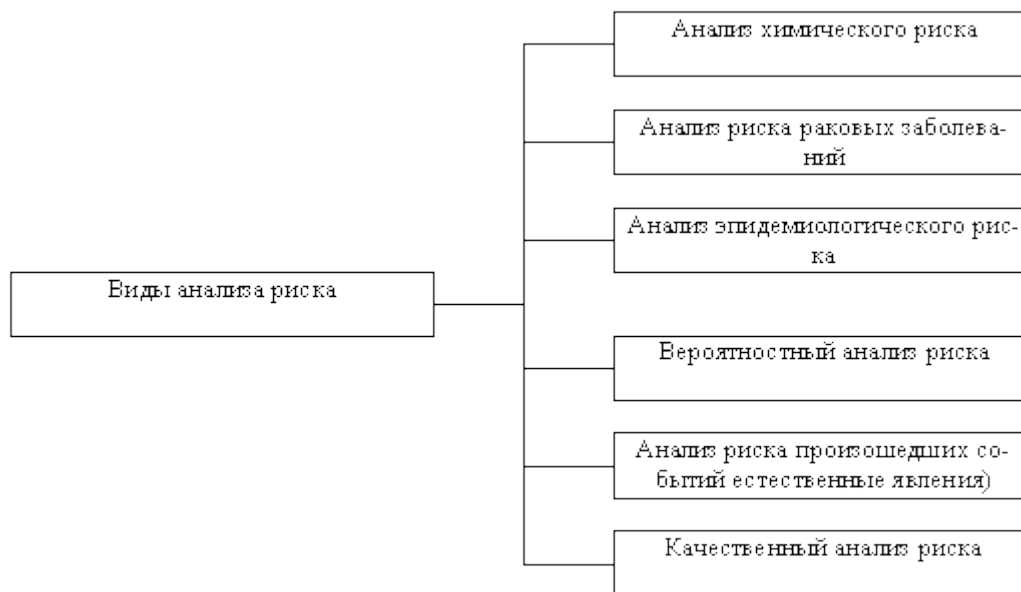 Анализ химического риска
Анализ риска раковых заболева-
ний
Анализ эпидемиологического рис-
ка
Виды анализа риска
Вероятностный анализ риска
Анализ риска произошедших со-
бытий естественные явления)
Качественный анализ риска